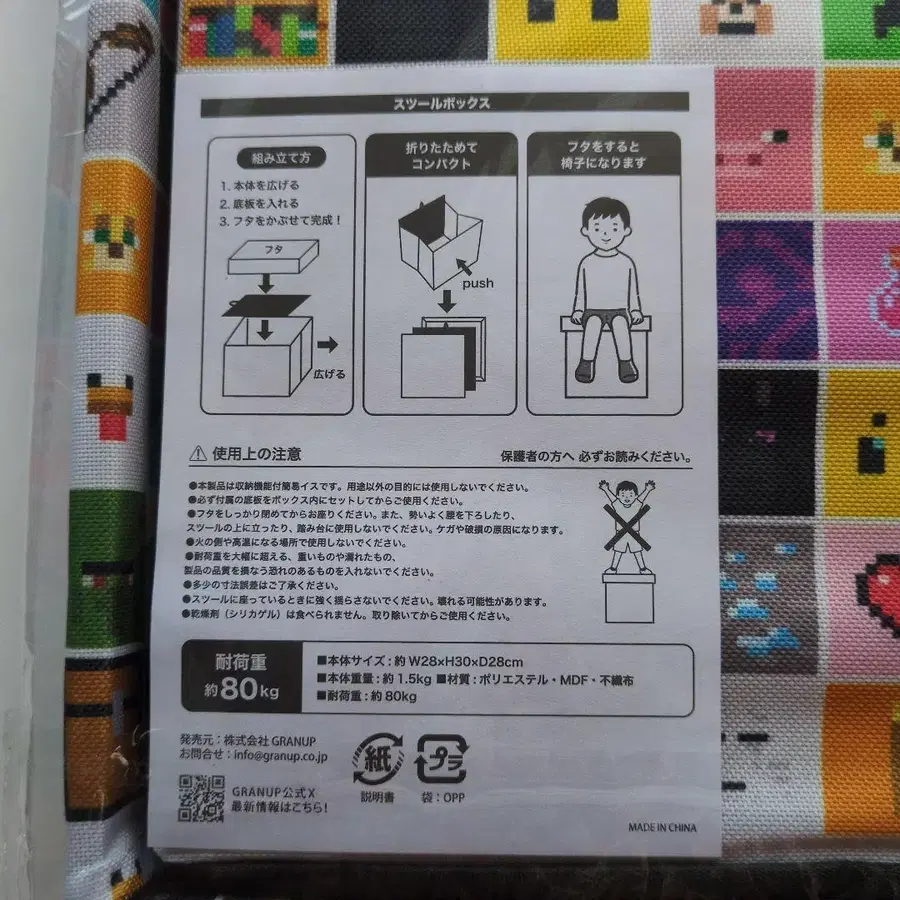 スツールボックス
組み立て方
1. 本体を広げる
2. 底板を入れる
3. フタをかぶせて完成！
フタ
広げる
折りたためて
コンパクト
push
フタをすると
椅子になります
使用上の注意
保護者の方へ 必ずお読みください。
●本製品は収納機能付簡易イスです。用途以外の目的には使用しないでください。
●必ず付属の底板をボックス内にセットしてからご使用ください。
●フタをしっかり閉めてからお座りください。また、勢いよく腰を下ろしたり、
スツールの上に立ったり、踏み台に使用しないでください。ケガや破損の原因になります。
●火の側や高温になる場所で使用しないでください。
●耐荷重を大幅に超える、重いものや濡れたもの、
製品の品質を損なう恐れのあるものを入れないでください。
●多少の寸法誤差はご了承ください。
●スツールに座っているときに強く揺らさないでください。壊れる可能性があります。
●乾燥剤（シリカゲル）は食べられません。取り除いてからご使用ください。
耐荷重
約80kg
■本体サイズ：約 W28×H30×D28cm
■本体重量：約 1.5kg ■材質：ポリエステル・MDF・不織布
■耐荷重：約 80kg
発売元：株式会社 GRANUP
お問合せ：info@granup.co.jp
GRANUP公式X
最新情報はこちら!
紙
説明書
プラ
袋：OPP
MADE IN CHINA